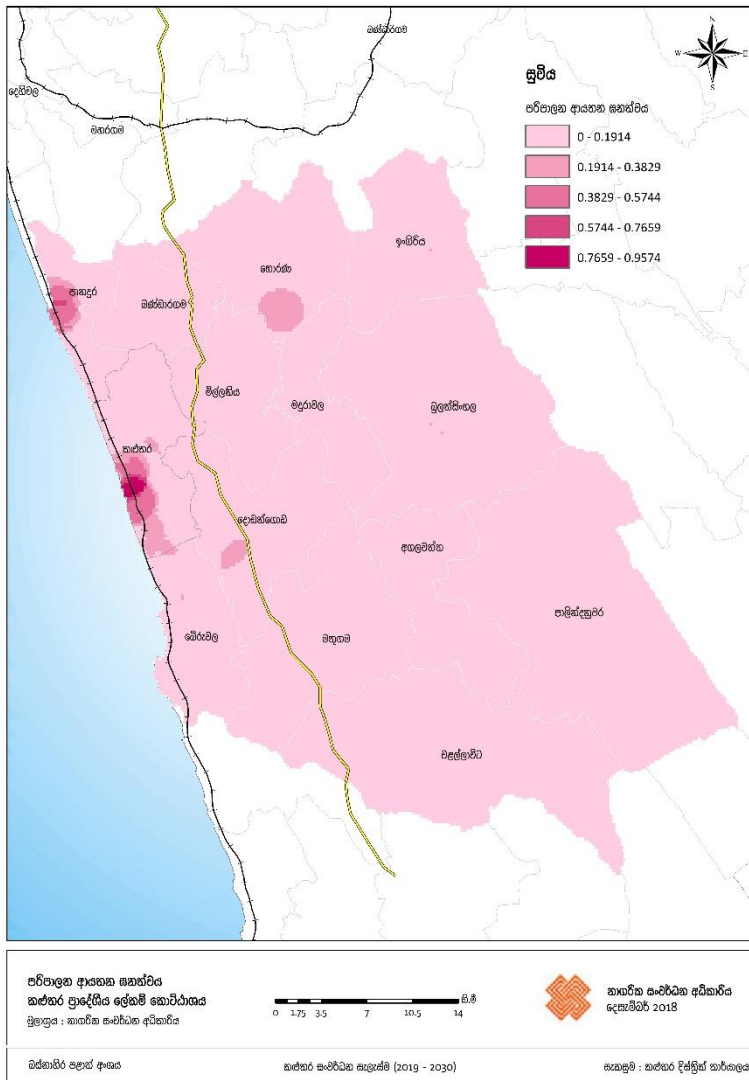 N
W E
S
බණ්ඩාරගම
දෙහිවල
මහරගම
සුචිය
පරිපාලන ආයතන ඝනත්වය
0 - 0.1914
0.1914 - 0.3829
0.3829 - 0.5744
0.5744 - 0.7659
0.7659 - 0.9574
ඉංගිරිය
හොරණ
පානදුර
බණ්ඩාරගම
මිල්ලනිය
මදුරාවල
බුලත්සිංහල
කළුතර
දොඩන්ගොඩ
අගලවත්ත
පාලින්දනුවර
බේරුවල
මතුගම
වළල්ලාවිට
පරිපාලන ආයතන ඝනත්වය
කළුතර ප්‍රාදේශීය ලේකම් කොට්ඨාශය
මුලාශ්‍රය : නාගරික සංවර්ධන අධිකාරිය
කි.මී
0 1.75 3.5 7 10.5 14
නාගරික සංවර්ධන අධිකාරිය
දෙසැම්බර් 2018
බස්නාහිර පළාත් අංශය
කළුතර සංවර්ධන සැලැස්ම (2019 - 2030)
සැකසුම : කළුතර දිස්ත්‍රික් කාර්යාලය